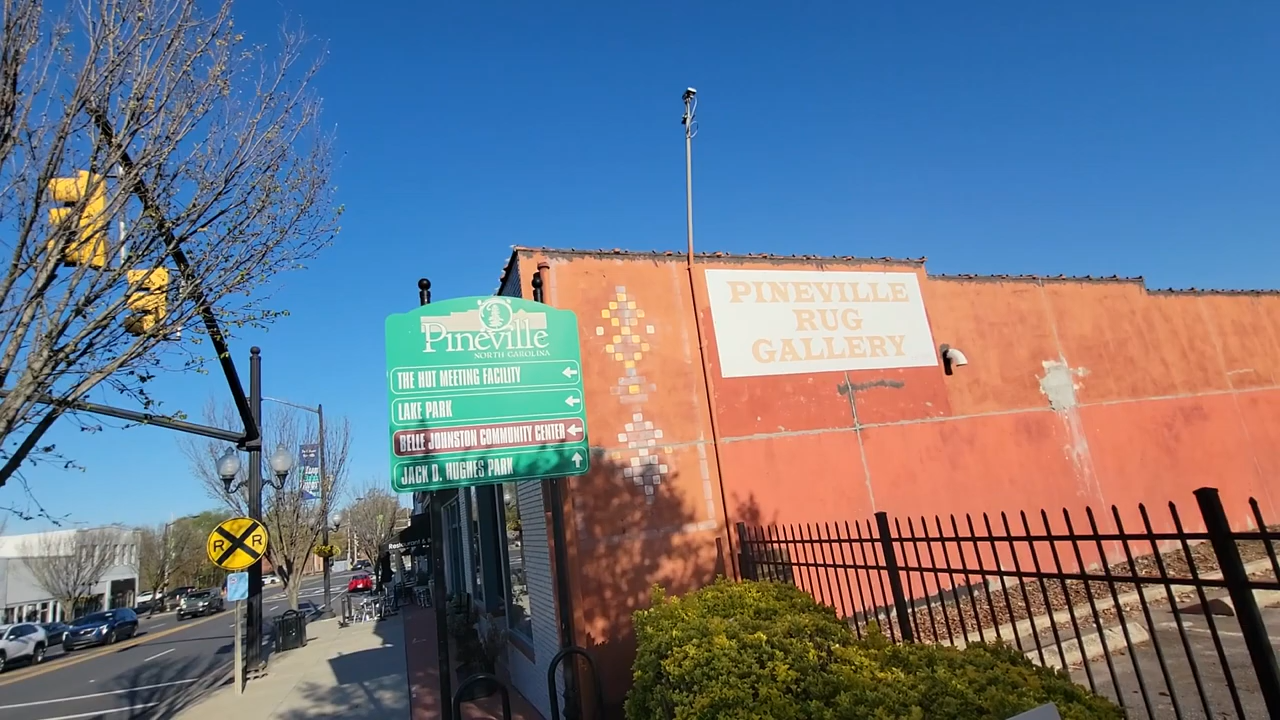 Pineville
NORTH CAROLINA
THE HUT MEETING FACILITY
LAKE PARK
BELLE JOHNSTON COMMUNITY CENTER
JACK D. HUGHES PARK
PINEVILLE
RUG
GALLERY
R R
Restaurant &